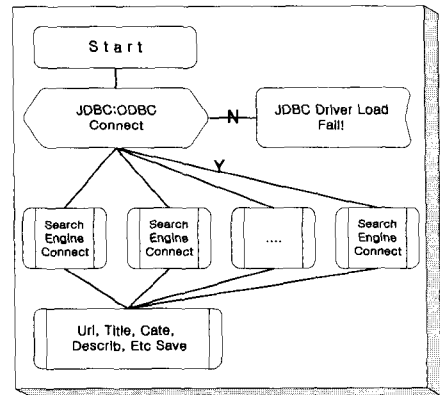 Start
JDBC:ODBC
Connect
N
JDBC Driver Load
Fail!
Y
Search
Engine
Connect
Search
Engine
Connect
....
Search
Engine
Connect
Url, Title, Cate,
Describ, Etc Save